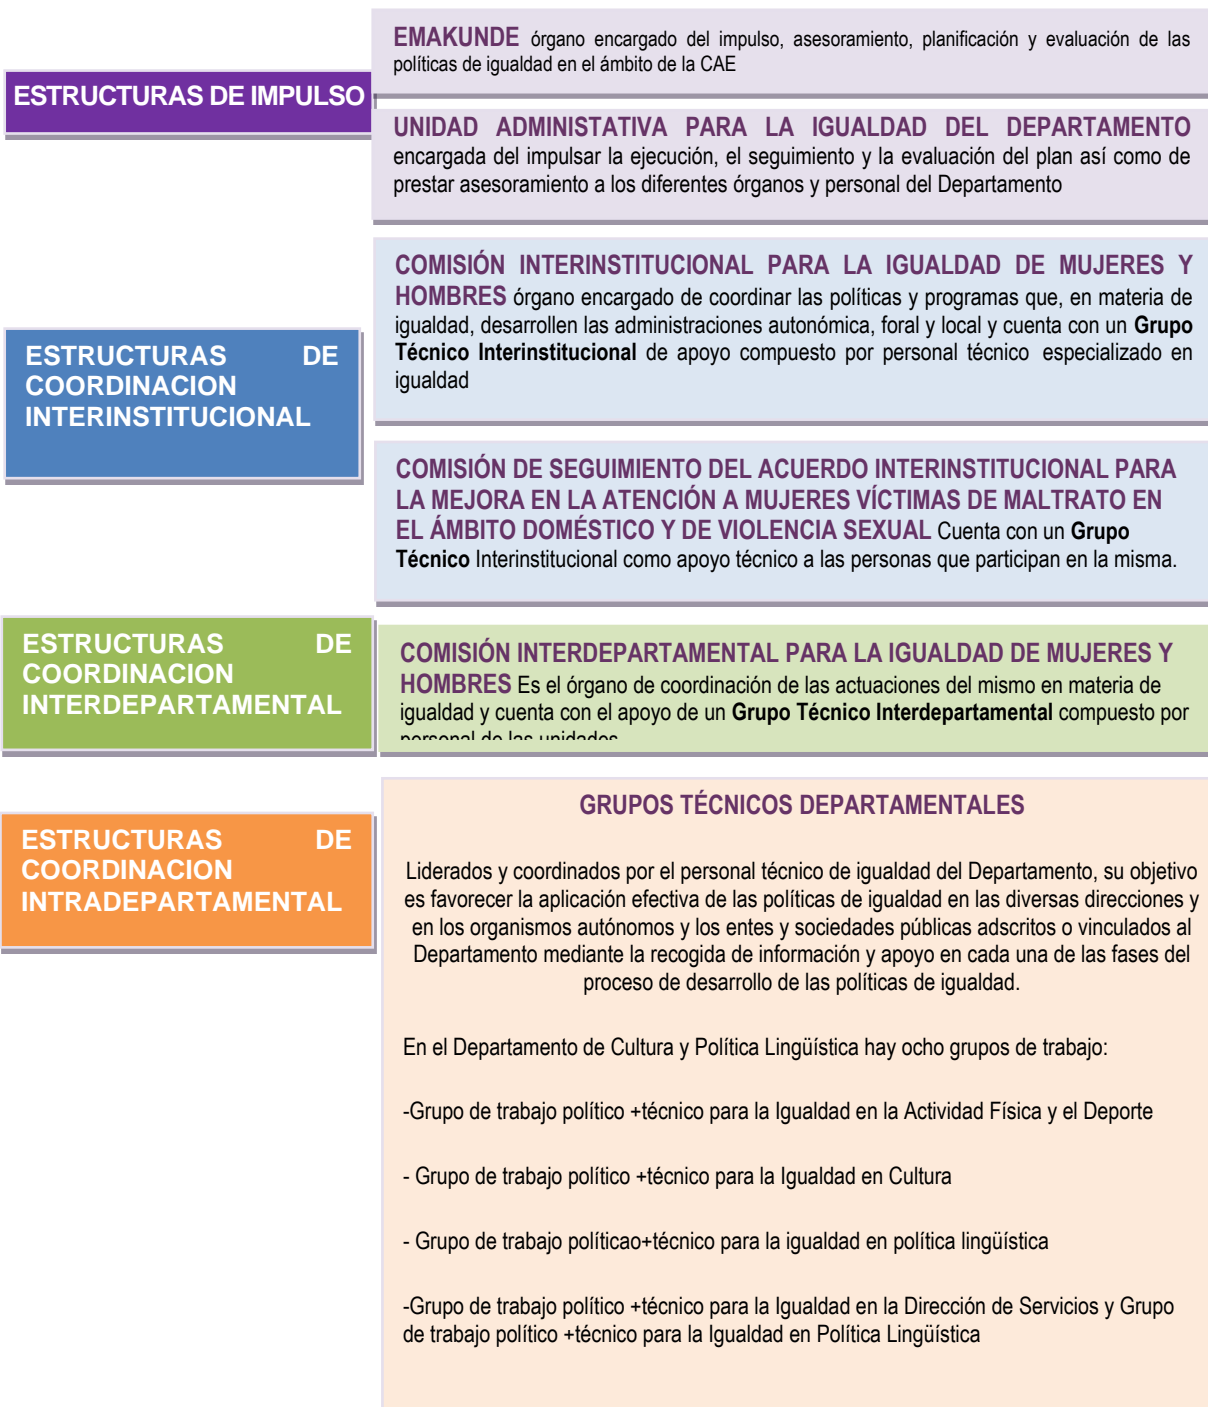 ESTRUCTURAS DE IMPULSO
EMAKUNDE órgano encargado del impulso, asesoramiento, planificación y evaluación de las
políticas de igualdad en el ámbito de la CAE
UNIDAD ADMINISTATIVA PARA LA IGUALDAD DEL DEPARTAMENTO
encargada del impulsar la ejecución, el seguimiento y la evaluación del plan así como de
prestar asesoramiento a los diferentes órganos y personal del Departamento
ESTRUCTURAS DE
COORDINACION
INTERINSTITUCIONAL
COMISIÓN INTERINSTITUCIONAL PARA LA IGUALDAD DE MUJERES Y
HOMBRES órgano encargado de coordinar las políticas y programas que, en materia de
igualdad, desarrollen las administraciones autonómica, foral y local y cuenta con un Grupo
Técnico Interinstitucional de apoyo compuesto por personal técnico especializado en
igualdad
COMISIÓN DE SEGUIMIENTO DEL ACUERDO INTERINSTITUCIONAL PARA
LA MEJORA EN LA ATENCIÓN A MUJERES VÍCTIMAS DE MALTRATO EN
EL ÁMBITO DOMÉSTICO Y DE VIOLENCIA SEXUAL Cuenta con un Grupo
Técnico Interinstitucional como apoyo técnico a las personas que participan en la misma.
ESTRUCTURAS DE
COORDINACION
INTERDEPARTAMENTAL
COMISIÓN INTERDEPARTAMENTAL PARA LA IGUALDAD DE MUJERES Y
HOMBRES Es el órgano de coordinación de las actuaciones del mismo en materia de
igualdad y cuenta con el apoyo de un Grupo Técnico Interdepartamental compuesto por
personal de las unidades
ESTRUCTURAS DE
COORDINACION
INTRADEPARTAMENTAL
GRUPOS TÉCNICOS DEPARTAMENTALES
Liderados y coordinados por el personal técnico de igualdad del Departamento, su objetivo
es favorecer la aplicación efectiva de las políticas de igualdad en las diversas direcciones y
en los organismos autónomos y los entes y sociedades públicas adscritos o vinculados al
Departamento mediante la recogida de información y apoyo en cada una de las fases del
proceso de desarrollo de las políticas de igualdad.
En el Departamento de Cultura y Política Lingüística hay ocho grupos de trabajo:
-Grupo de trabajo político +técnico para la Igualdad en la Actividad Física y el Deporte
- Grupo de trabajo político +técnico para la Igualdad en Cultura
- Grupo de trabajo políticao+técnico para la igualdad en política lingüística
-Grupo de trabajo político +técnico para la Igualdad en la Dirección de Servicios y Grupo
de trabajo político +técnico para la Igualdad en Política Lingüística